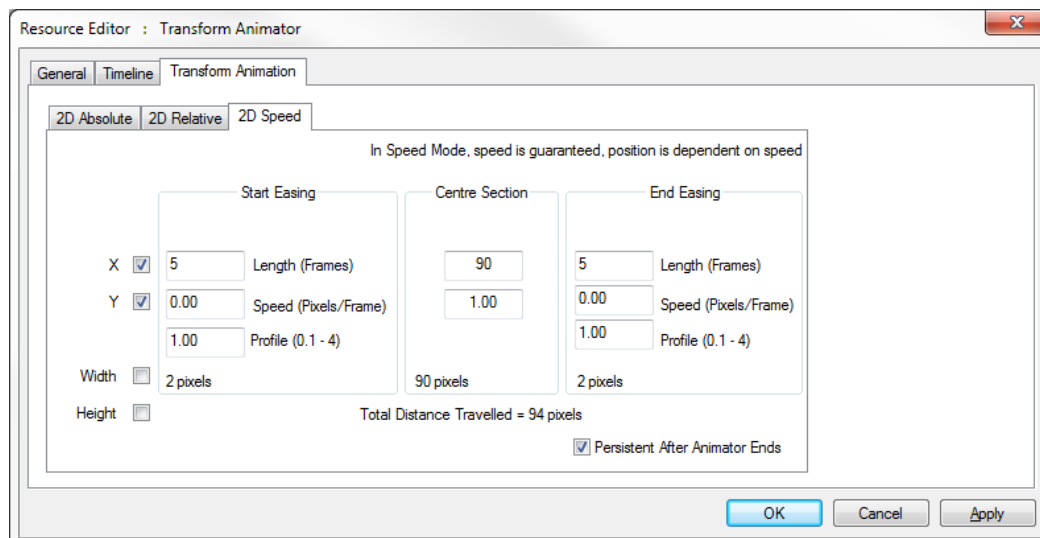 Resource Editor : Transform Animator
General Timeline Transform Animation
2D Absolute 2D Relative 2D Speed
In Speed Mode, speed is guaranteed, position is dependent on speed
Start Easing Centre Section End Easing
X 5 Length (Frames) 90 5 Length (Frames)
Y 0.00 Speed (Pixels/Frame) 1.00 0.00 Speed (Pixels/Frame)
1.00 Profile (0.1 - 4) 1.00 Profile (0.1 - 4)
Width 2 pixels 90 pixels 2 pixels
Height Total Distance Travelled = 94 pixels
Persistent After Animator Ends
OK Cancel Apply